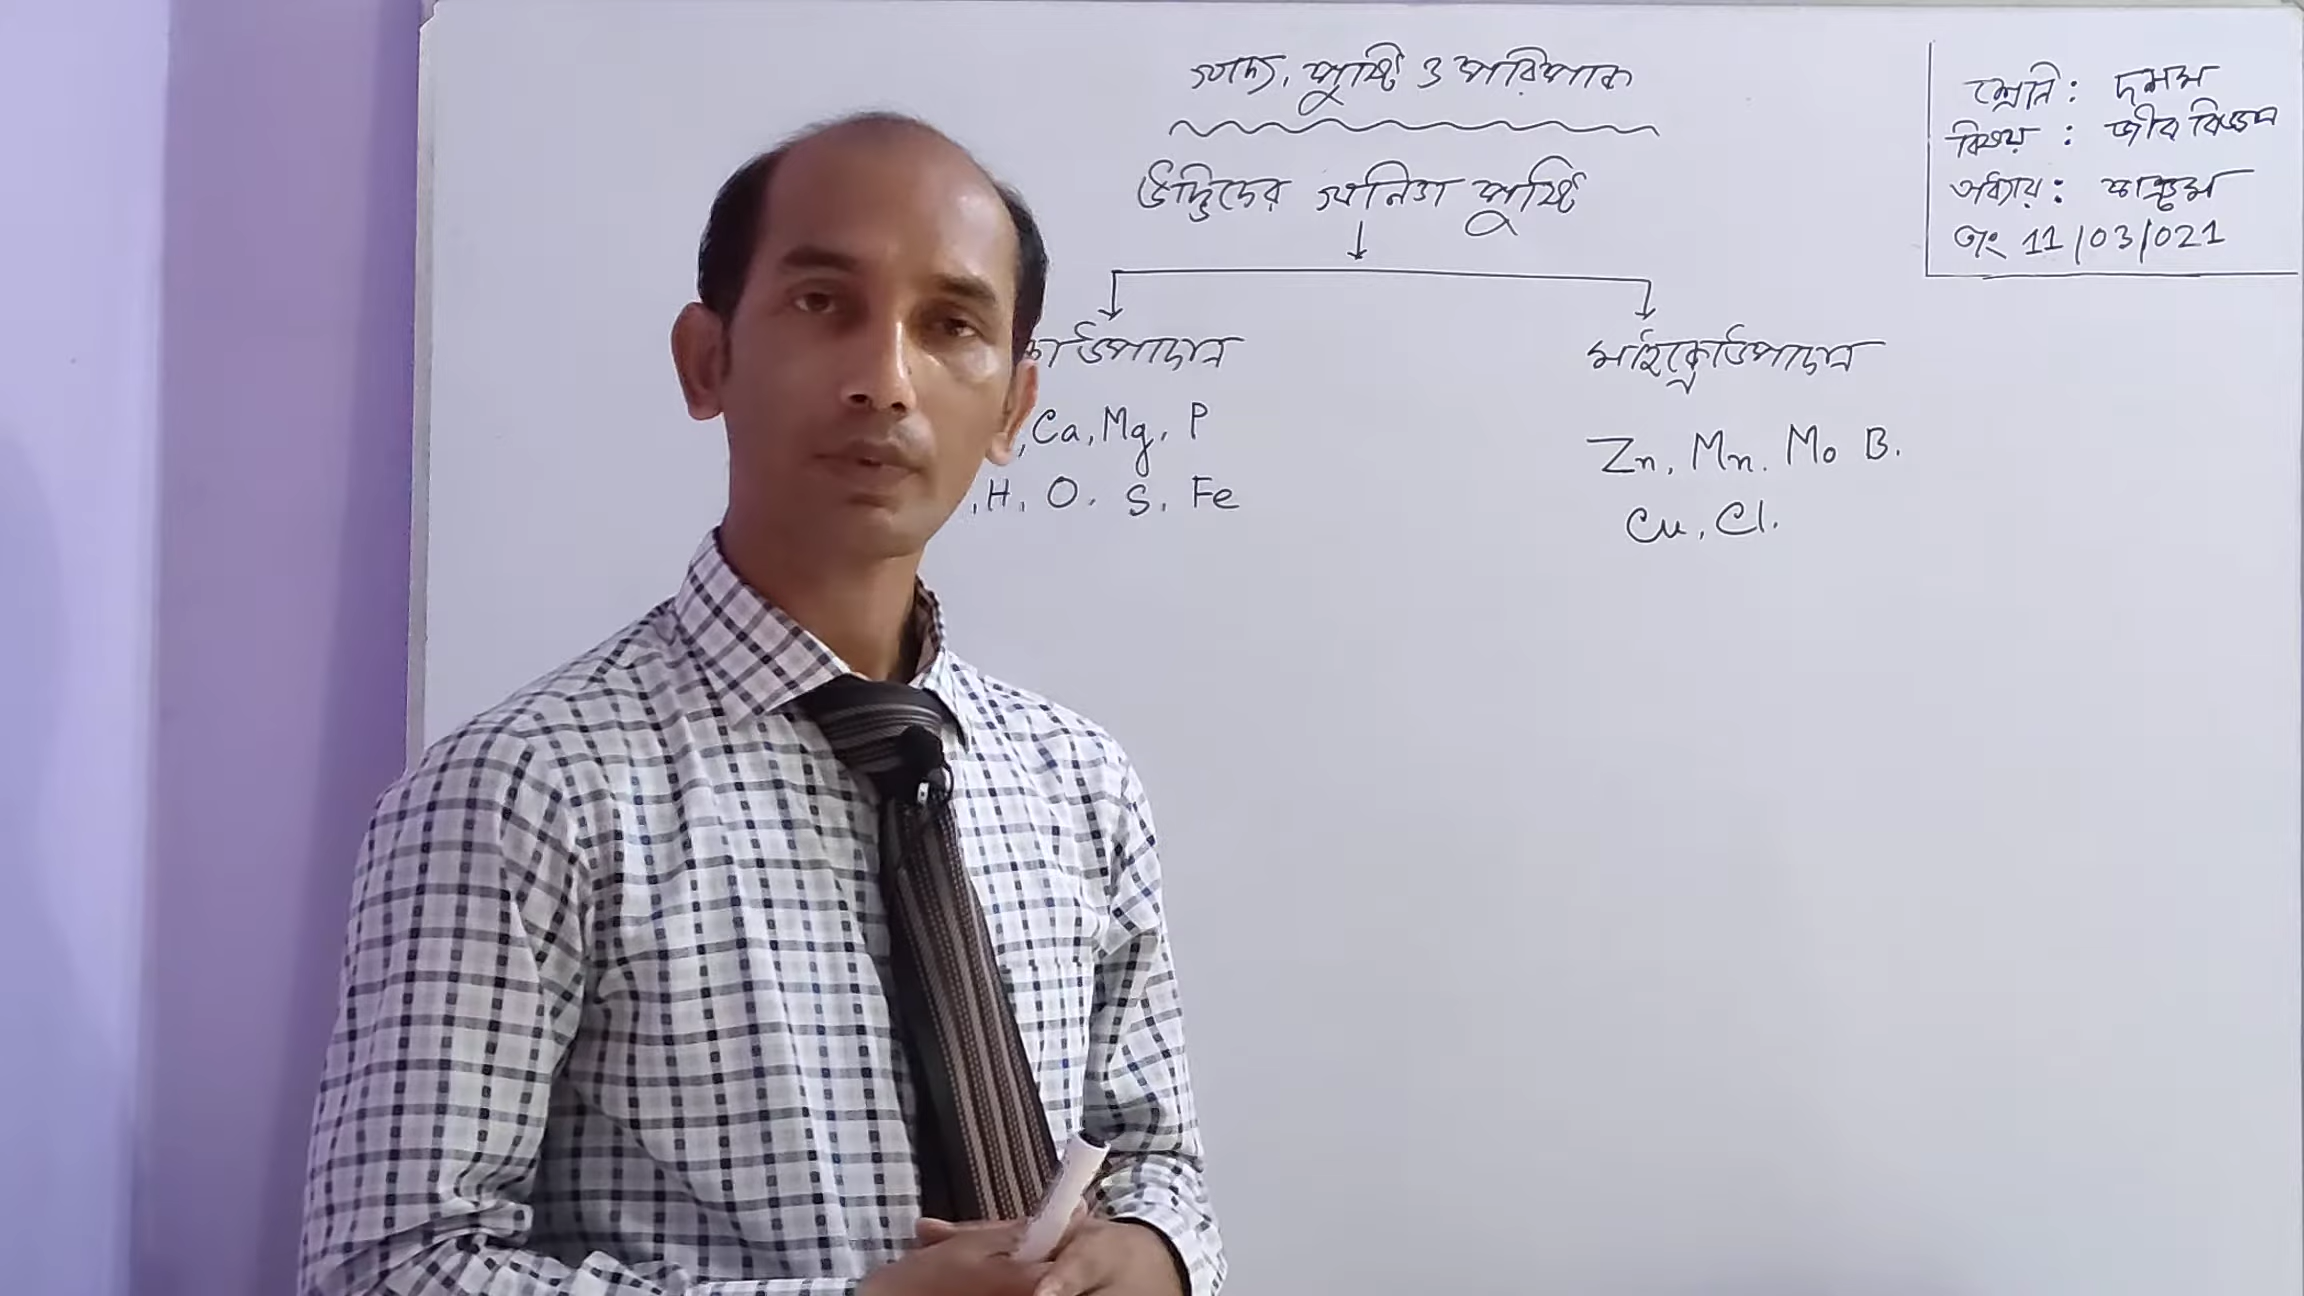 খাদ্য, পুষ্টি ও পরিপাক
উদ্ভিদের খনিজ পুষ্টি
উপাদান
, Ca, Mg, P
, H, O, S, Fe
মাইক্রোউপাদান
Zn, Mn, Mo B.
Cu, Cl.
শ্রেনি : দশম
বিষয় : জীব বিজ্ঞান
অধ্যায় :
তাং 11/03/021